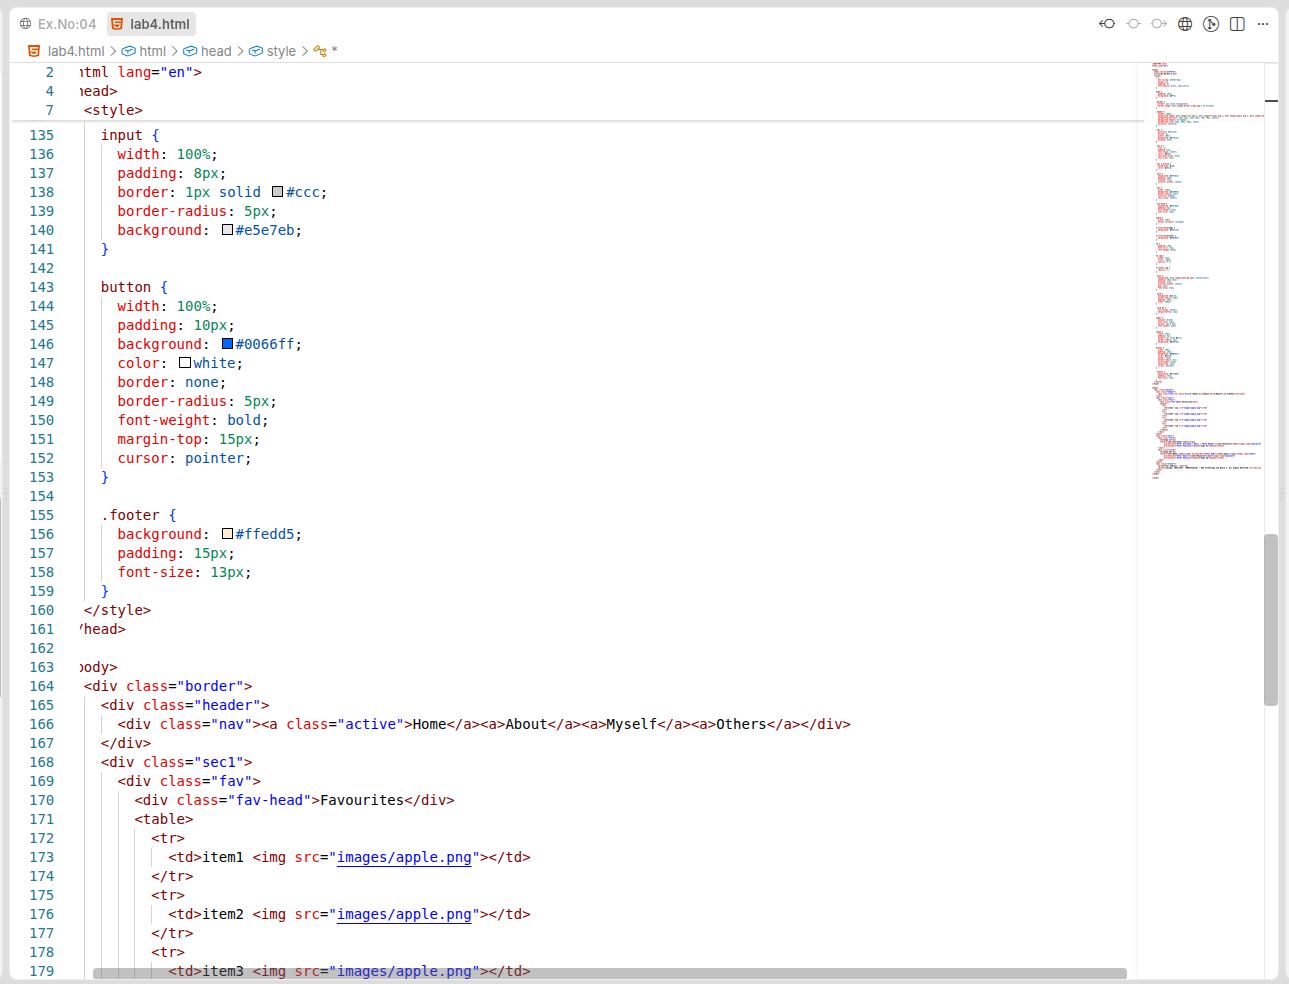 Ex.No:04 lab4.html
lab4.html > html > head > style > *
2 html lang="en">
4 head>
7 <style>
135 input {
136 width: 100%;
137 padding: 8px;
138 border: 1px solid #ccc;
139 border-radius: 5px;
140 background: #e5e7eb;
141 }
142
143 button {
144 width: 100%;
145 padding: 10px;
146 background: #0066ff;
147 color: white;
148 border: none;
149 border-radius: 5px;
150 font-weight: bold;
151 margin-top: 15px;
152 cursor: pointer;
153 }
154
155 .footer {
156 background: #ffedd5;
157 padding: 15px;
158 font-size: 13px;
159 }
160 </style>
161 /head>
162
163 body>
164 <div class="border">
165 <div class="header">
166 <div class="nav"><a class="active">Home</a><a>About</a><a>Myself</a><a>Others</a></div>
167 </div>
168 <div class="sec1">
169 <div class="fav">
170 <div class="fav-head">Favourites</div>
171 <table>
172 <tr>
173 <td>item1 <img src="images/apple.png"></td>
174 </tr>
175 <tr>
176 <td>item2 <img src="images/apple.png"></td>
177 </tr>
178 <tr>
179 <td>item3 <img src="images/apple.png"></td>